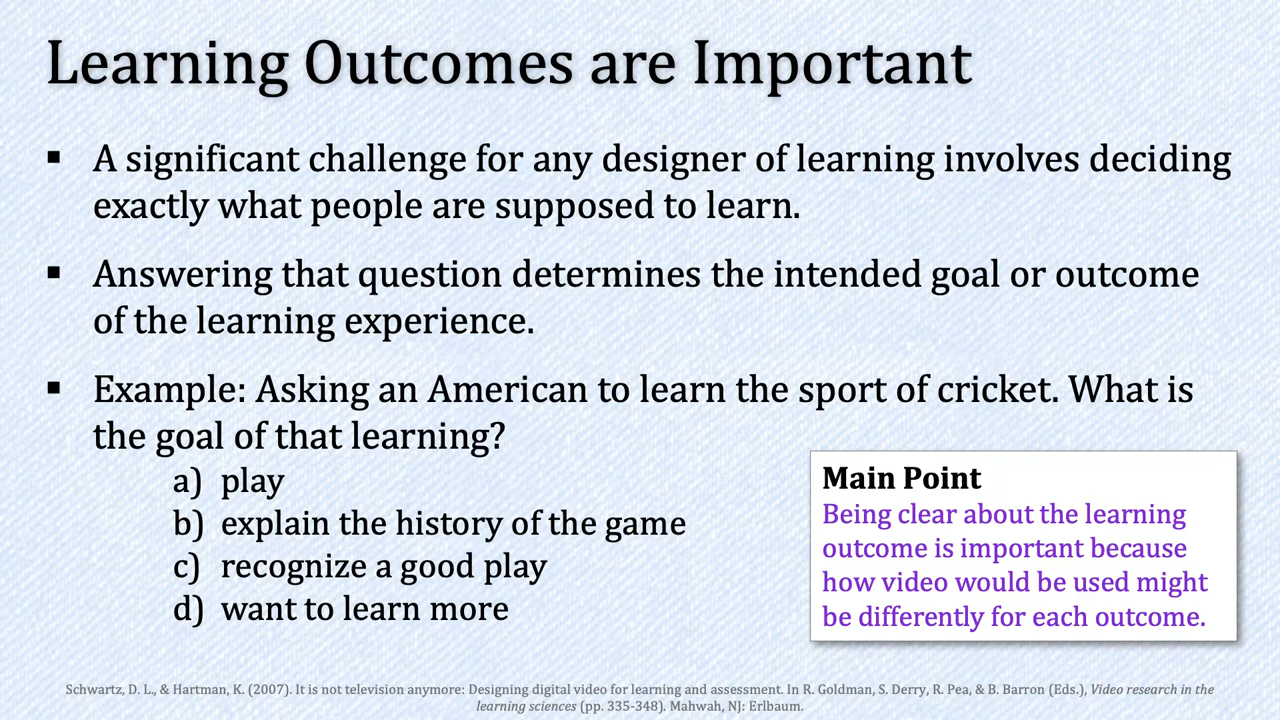 Learning Outcomes are Important
▪ A significant challenge for any designer of learning involves deciding
exactly what people are supposed to learn.
▪ Answering that question determines the intended goal or outcome
of the learning experience.
▪ Example: Asking an American to learn the sport of cricket. What is
the goal of that learning?
a) play
b) explain the history of the game
c) recognize a good play
d) want to learn more
Main Point
Being clear about the learning
outcome is important because
how video would be used might
be differently for each outcome.
Schwartz, D. L., & Hartman, K. (2007). It is not television anymore: Designing digital video for learning and assessment. In R. Goldman, S. Derry, R. Pea, & B. Barron (Eds.), Video research in the
learning sciences (pp. 335-348). Mahwah, NJ: Erlbaum.